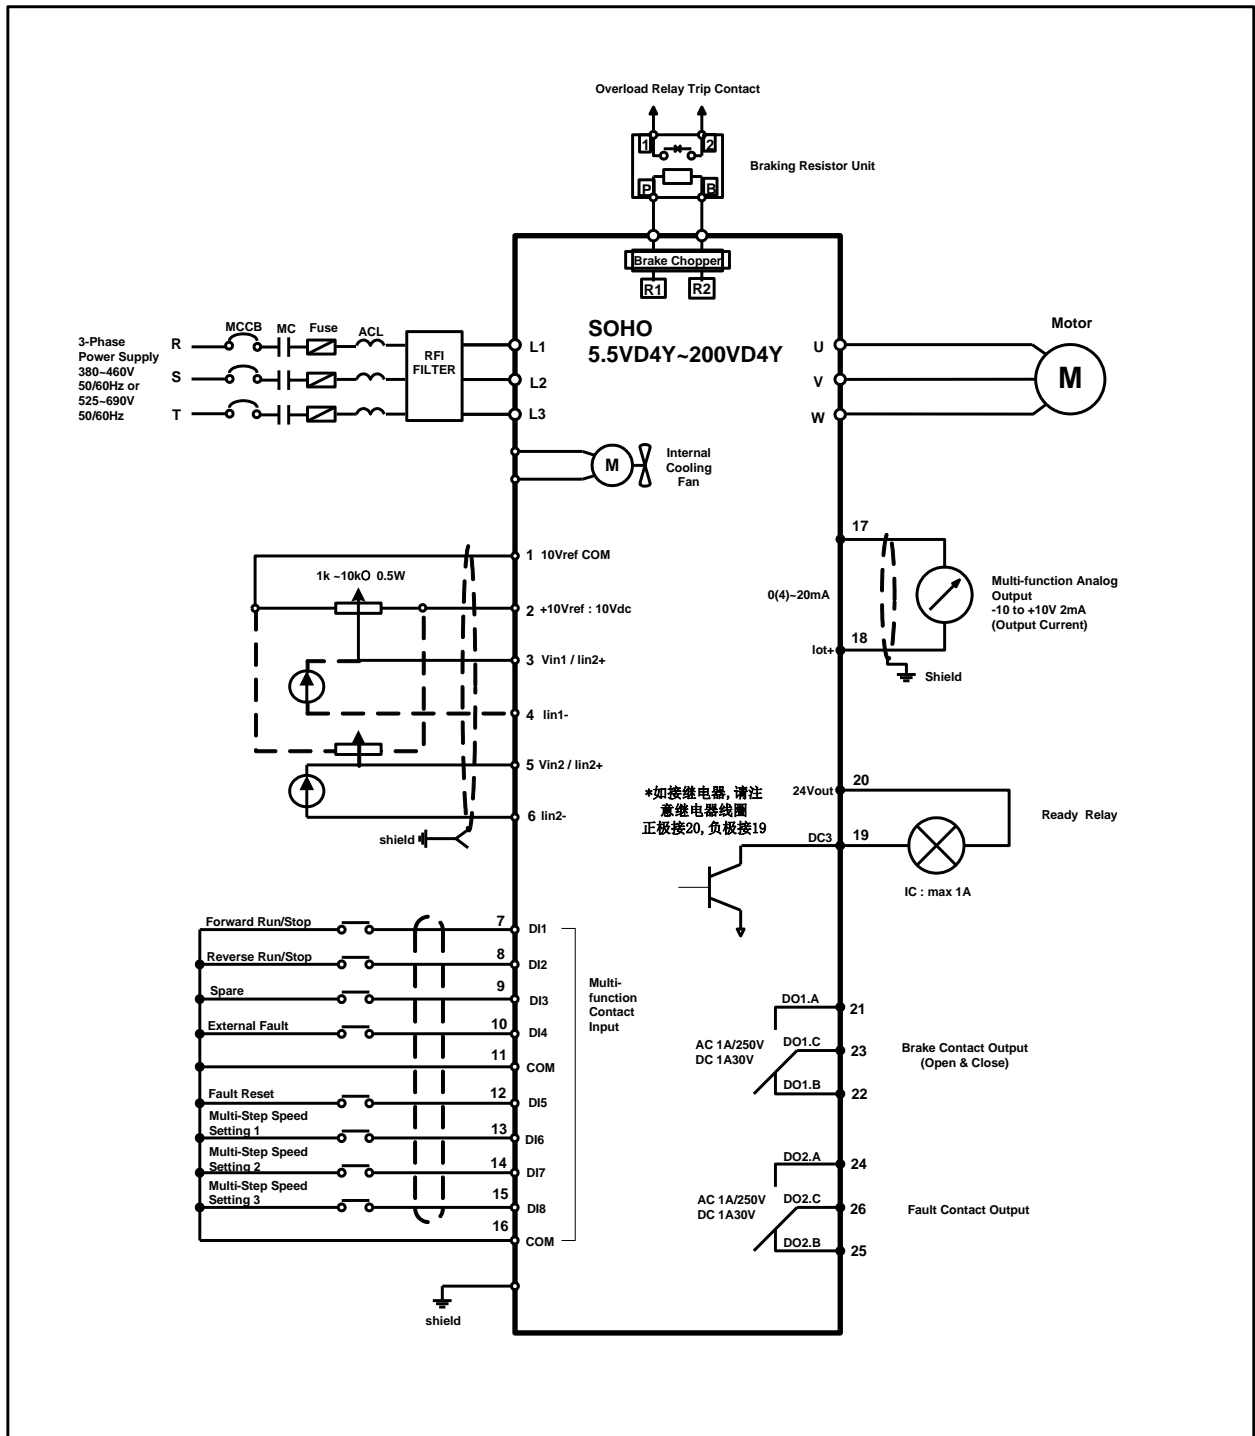 Overload Relay Trip Contact
1
2
Braking Resistor Unit
P
B
Brake Chopper
R1
R2
SOHO
5.5VD4Y~200VD4Y
3-Phase
Power Supply
380~460V
50/60Hz or
525~690V
50/60Hz
R
S
T
MCCB
MC
Fuse
ACL
RFI
FILTER
L1
L2
L3
U
V
W
Motor
M
M
Internal
Cooling
Fan
1 10Vref COM
1k ~10kO 0.5W
2 +10Vref : 10Vdc
3 Vin1 / Iin2+
4 Iin1-
5 Vin2 / Iin2+
6 Iin2-
shield
17
0(4)~20mA
18
Iot+
Multi-function Analog
Output
-10 to +10V 2mA
(Output Current)
Shield
*如接继电器,请注
意继电器线圈
正极接20,负极接19
24Vout
20
DC3
19
Ready Relay
IC : max 1A
Forward Run/Stop
7
DI1
Reverse Run/Stop
8
DI2
Spare
9
DI3
External Fault
10
DI4
11
COM
Fault Reset
12
DI5
Multi-Step Speed
Setting 1
13
DI6
Multi-Step Speed
Setting 2
14
DI7
Multi-Step Speed
Setting 3
15
DI8
16
COM
Multi-
function
Contact
Input
shield
DO1.A
21
AC 1A/250V
DC 1A30V
DO1.C
23
DO1.B
22
Brake Contact Output
(Open & Close)
DO2.A
24
AC 1A/250V
DC 1A30V
DO2.C
26
DO2.B
25
Fault Contact Output